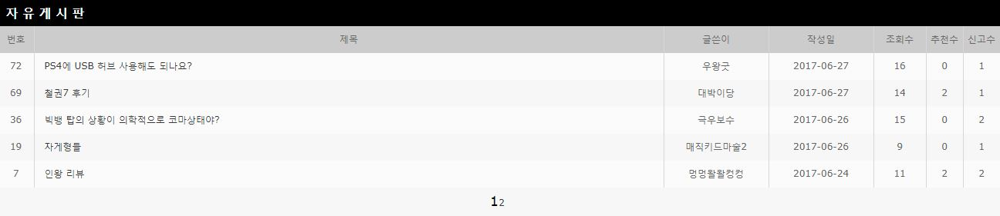 자유게시판
번호 제목 글쓴이 작성일 조회수 추천수 신고수
72 PS4에 USB 허브 사용해도 되나요? 우왕굿 2017-06-27 16 0 1
69 철권7 후기 대박이당 2017-06-27 14 2 1
36 빅뱅 탑의 상황이 의학적으로 코마상태야? 극우보수 2017-06-26 15 0 2
19 자게형들 매직키드마술2 2017-06-26 9 0 1
7 인왕 리뷰 멍멍왈왈컹컹 2017-06-24 11 2 2
1 2